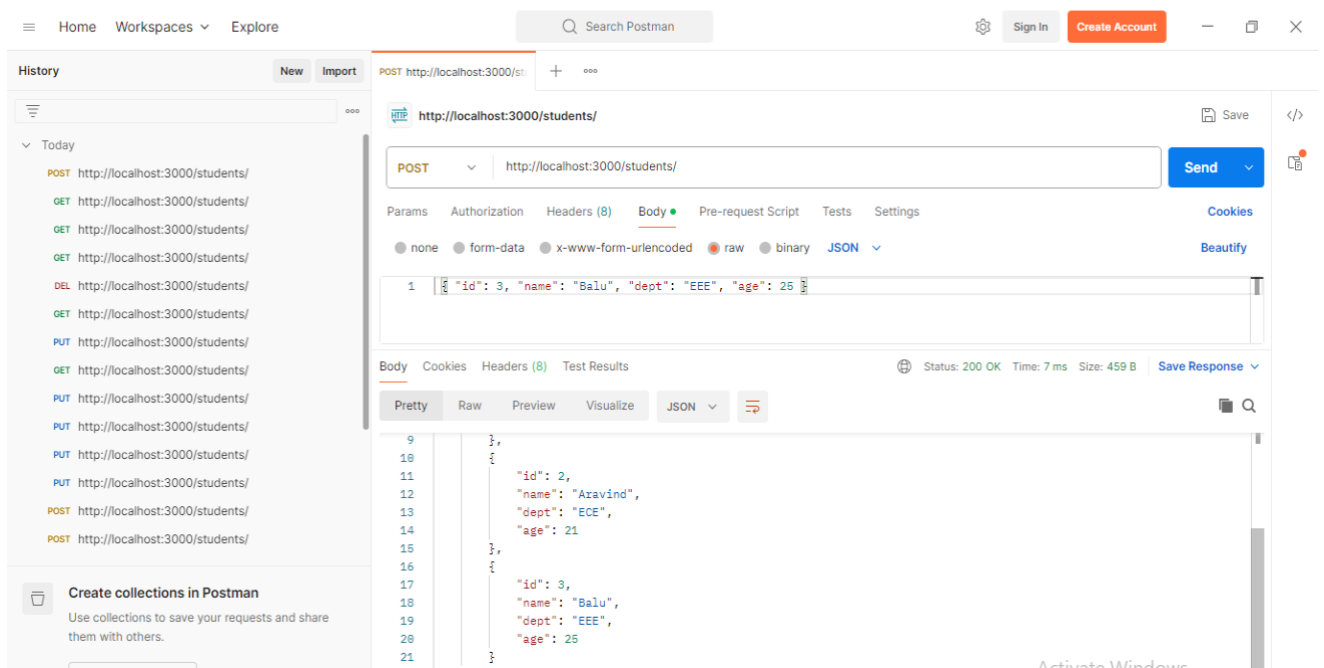 Home Workspaces Explore Search Postman Sign In Create Account
History New Import
POST http://localhost:3000/st
Today
POST http://localhost:3000/students/
GET http://localhost:3000/students/
GET http://localhost:3000/students/
GET http://localhost:3000/students/
DEL http://localhost:3000/students/
GET http://localhost:3000/students/
PUT http://localhost:3000/students/
GET http://localhost:3000/students/
PUT http://localhost:3000/students/
PUT http://localhost:3000/students/
PUT http://localhost:3000/students/
PUT http://localhost:3000/students/
POST http://localhost:3000/students/
POST http://localhost:3000/students/
Create collections in Postman
Use collections to save your requests and share
them with others.
HTTP http://localhost:3000/students/ Save </>
POST http://localhost:3000/students/ Send
Params Authorization Headers (8) Body Pre-request Script Tests Settings Cookies
none form-data x-www-form-urlencoded raw binary JSON Beautify
1 { "id": 3, "name": "Balu", "dept": "EEE", "age": 25 }
Body Cookies Headers (8) Test Results Status: 200 OK Time: 7 ms Size: 459 B Save Response
Pretty Raw Preview Visualize JSON
9 },
10 {
11 "id": 2,
12 "name": "Aravind",
13 "dept": "ECE",
14 "age": 21
15 },
16 {
17 "id": 3,
18 "name": "Balu",
19 "dept": "EEE",
20 "age": 25
21 }
Activate Windows